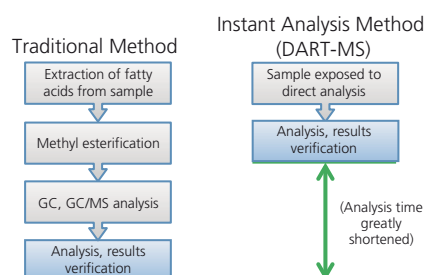 Traditional Method
Extraction of fatty
acids from sample
Methyl esterification
GC, GC/MS analysis
Analysis, results
verification
Instant Analysis Method
(DART-MS)
Sample exposed to
direct analysis
Analysis, results
verification
(Analysis time
greatly
shortened)